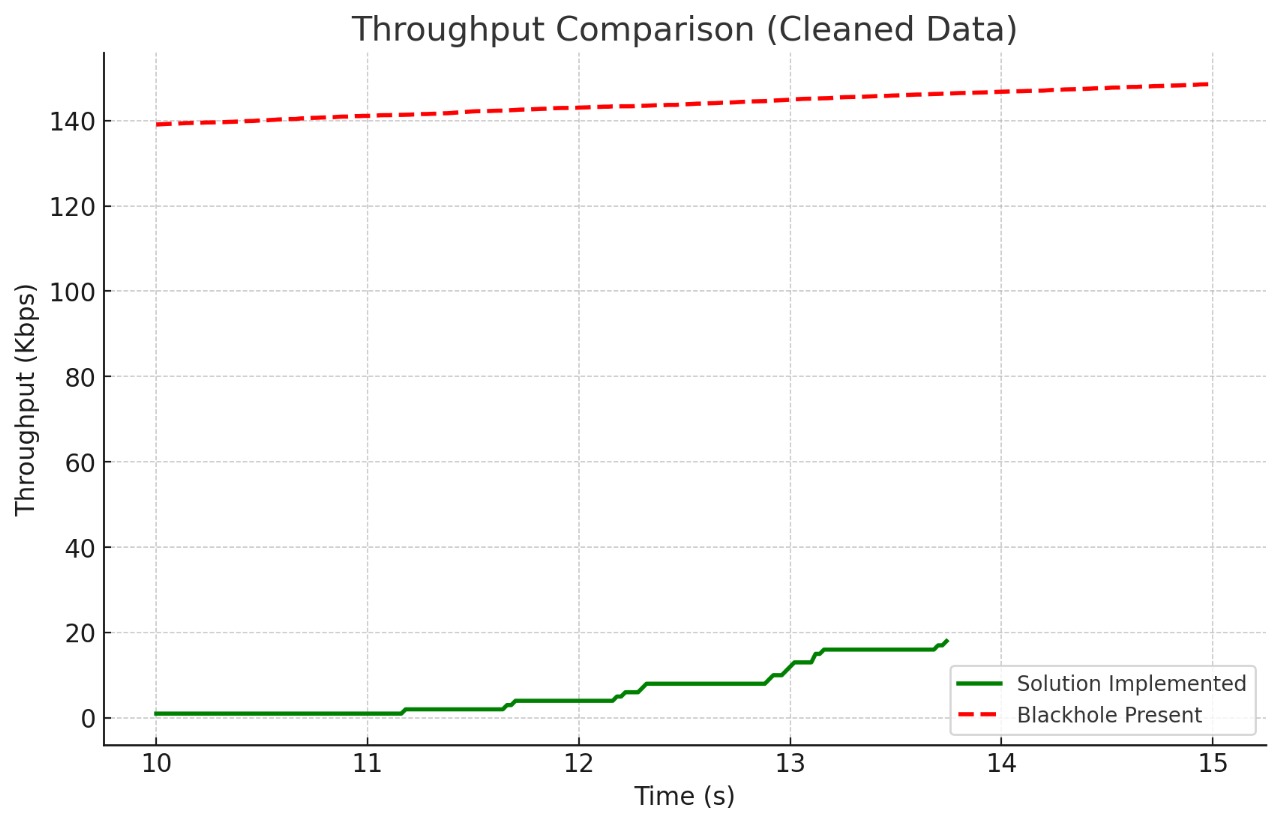 Throughput Comparison (Cleaned Data)
Throughput (Kbps)
140
120
100
80
60
40
20
0
10 11 12 13 14 15
Time (s)
Solution Implemented
Blackhole Present